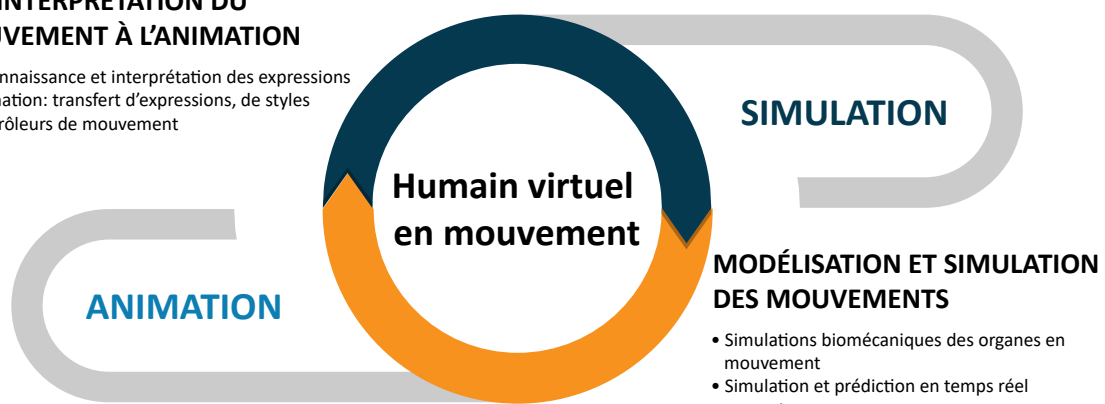 INTERPRÉTATION DU
UVEMENT À L'ANIMATION
nnaissance et interprétation des expressions
nation: transfert d'expressions, de styles
rôleurs de mouvement
SIMULATION
Humain virtuel
en mouvement
ANIMATION
MODÉLISATION ET SIMULATION
DES MOUVEMENTS
• Simulations biomécaniques des organes en
mouvement
• Simulation et prédiction en temps réel